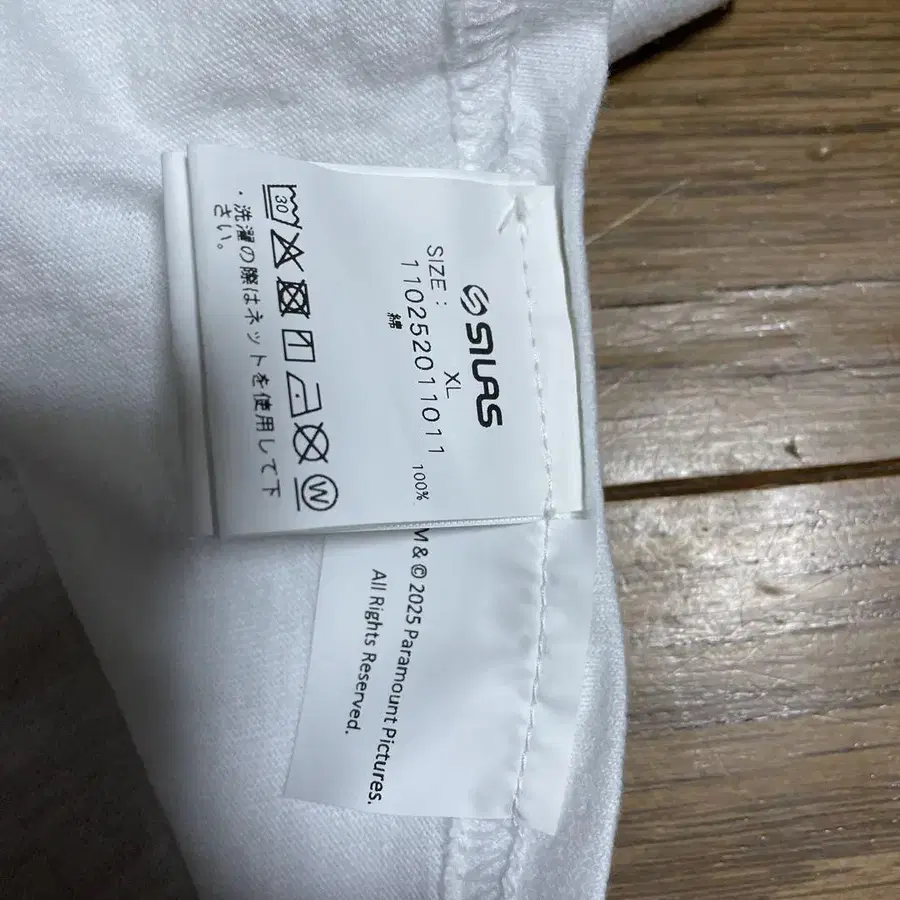 SILAS
SIZE: XL
110252011011
綿 100%
30
W
・洗濯の際はネットを使用して下
さい。
M & © 2025 Paramount Pictures.
All Rights Reserved.